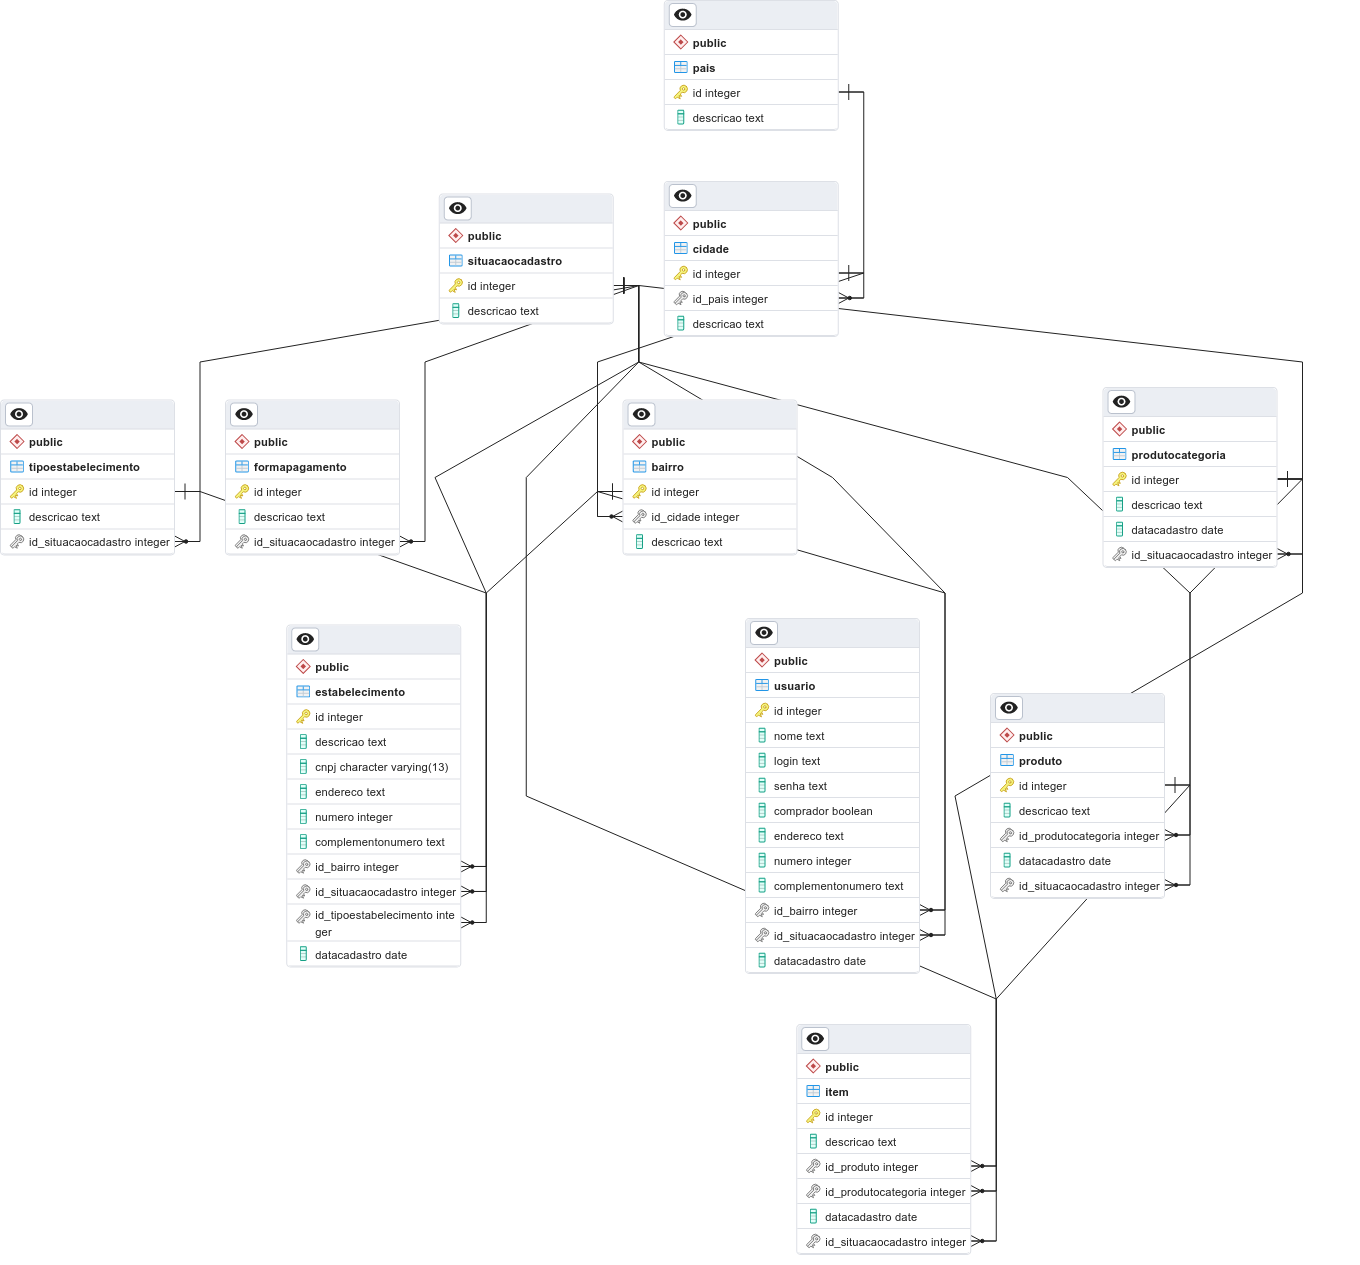 public
pais
id integer
descricao text
public
situacaocadastro
id integer
descricao text
public
cidade
id integer
id_pais integer
descricao text
public
tipoestabelecimento
id integer
descricao text
id_situacaocadastro integer
public
formapagamento
id integer
descricao text
id_situacaocadastro integer
public
bairro
id integer
id_cidade integer
descricao text
public
produtocategoria
id integer
descricao text
datacadastro date
id_situacaocadastro integer
public
estabelecimento
id integer
descricao text
cnpj character varying(13)
endereco text
numero integer
complementonumero text
id_bairro integer
id_situacaocadastro integer
id_tipoestabelecimento inte
ger
datacadastro date
public
usuario
id integer
nome text
login text
senha text
comprador boolean
endereco text
numero integer
complementonumero text
id_bairro integer
id_situacaocadastro integer
datacadastro date
public
produto
id integer
descricao text
id_produtocategoria integer
datacadastro date
id_situacaocadastro integer
public
item
id integer
descricao text
id_produto integer
id_produtocategoria integer
datacadastro date
id_situacaocadastro integer